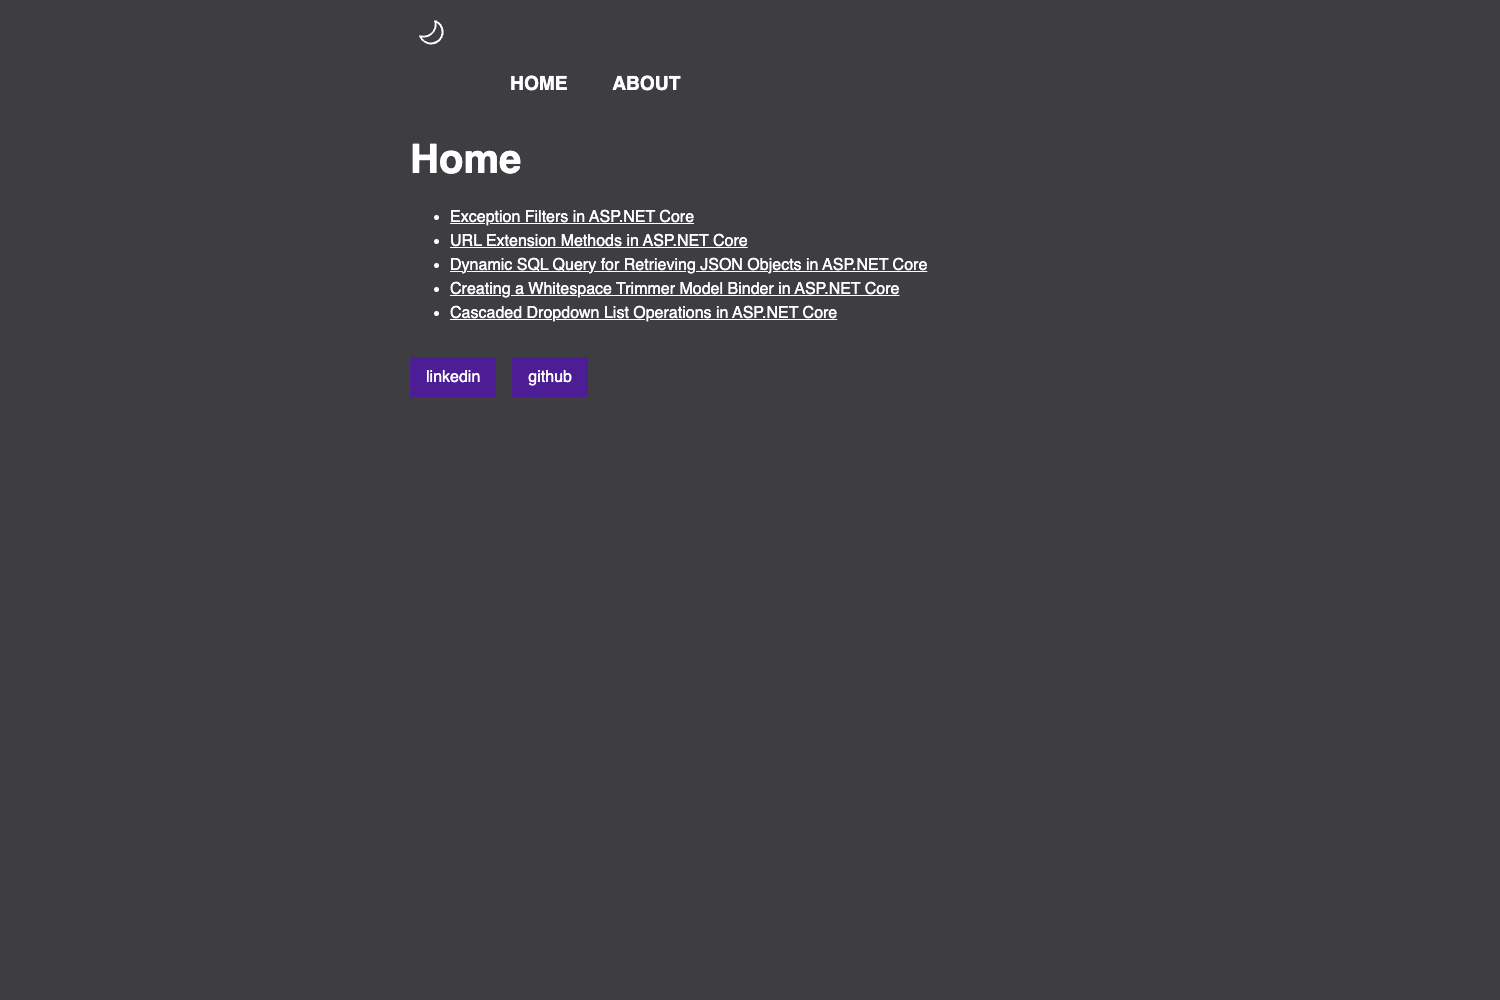 HOME ABOUT
Home
Exception Filters in ASP.NET Core
URL Extension Methods in ASP.NET Core
Dynamic SQL Query for Retrieving JSON Objects in ASP.NET Core
Creating a Whitespace Trimmer Model Binder in ASP.NET Core
Cascaded Dropdown List Operations in ASP.NET Core
linkedin github